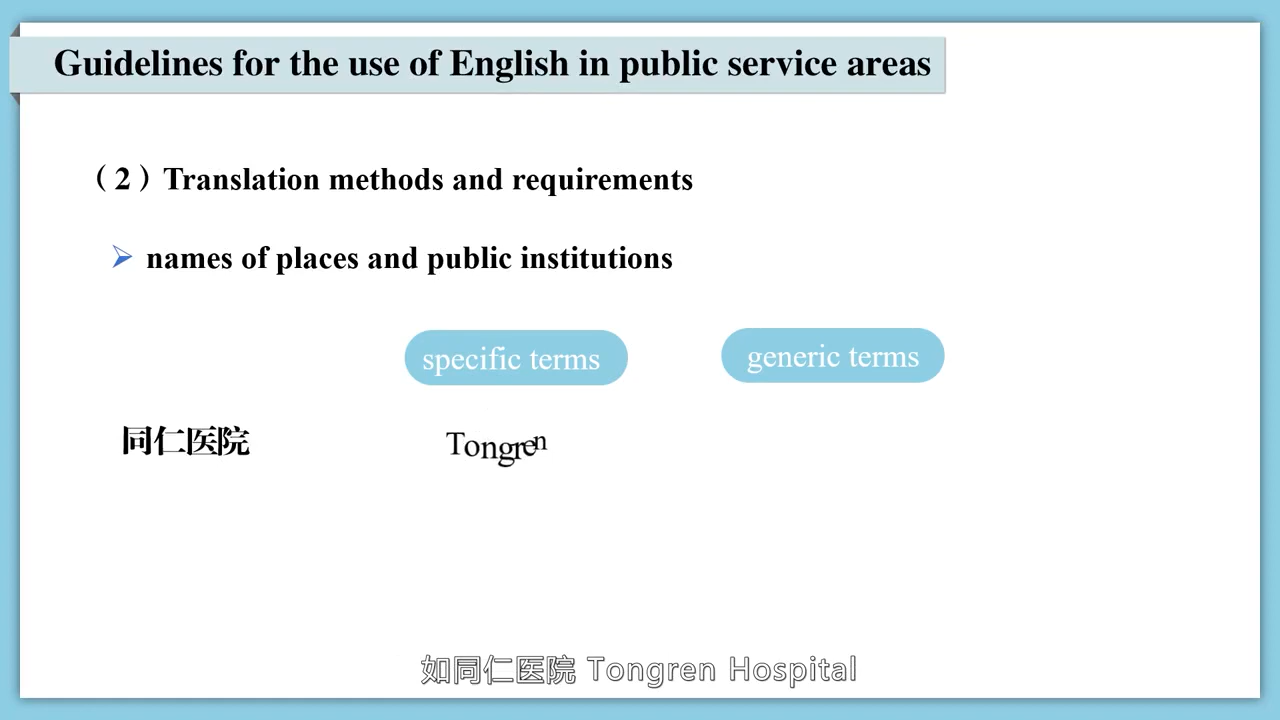 Guidelines for the use of English in public service areas
（2）Translation methods and requirements
names of places and public institutions
specific terms generic terms
同仁医院 Tongren
如同仁医院 Tongren Hospital